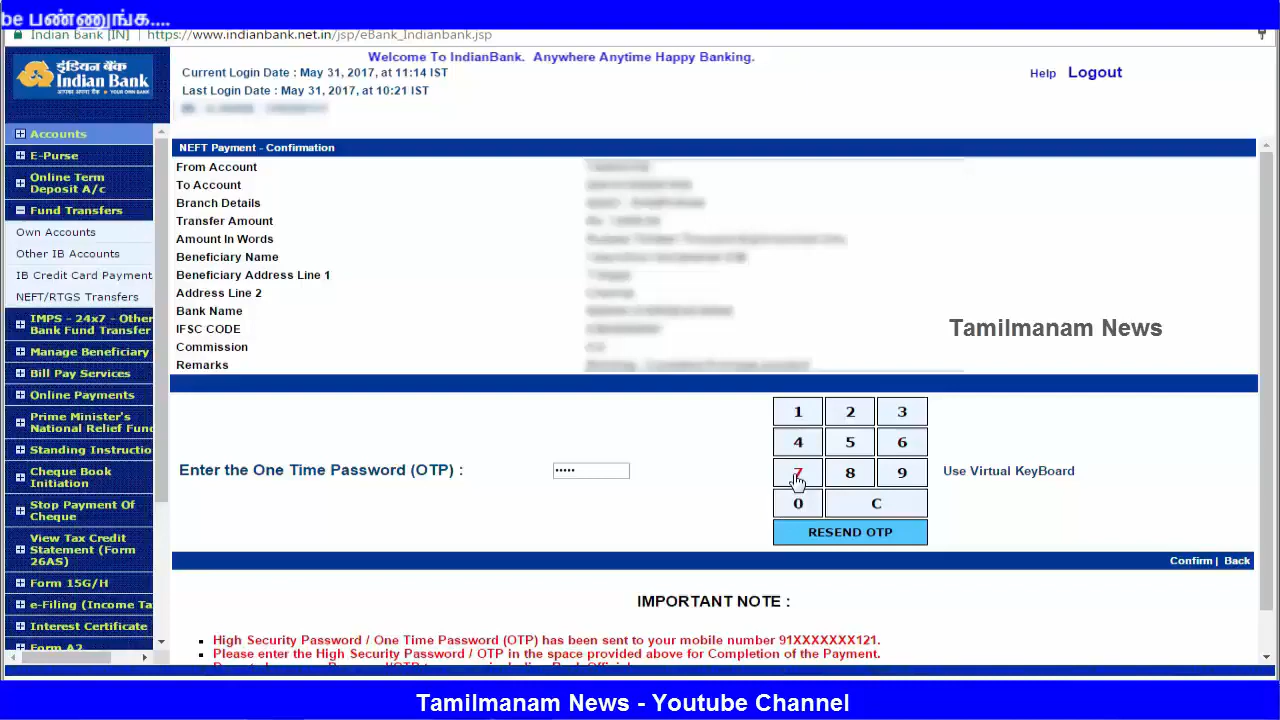 be பண்ணுங்க....
Indian Bank [IN] https://www.indianbank.net.in/jsp/eBank_Indianbank.jsp
इंडियन बैंक
Indian Bank
YOUR OWN BANK
Welcome To IndianBank. Anywhere Anytime Happy Banking.
Current Login Date : May 31, 2017, at 11:14 IST
Last Login Date : May 31, 2017, at 10:21 IST
Help Logout
Accounts
E-Purse
Online Term
Deposit A/c
Fund Transfers
Own Accounts
Other IB Accounts
IB Credit Card Payment
NEFT/RTGS Transfers
IMPS - 24x7 - Other
Bank Fund Transfer
Manage Beneficiary
Bill Pay Services
Online Payments
Prime Minister's
National Relief Fund
Standing Instructio
Cheque Book
Initiation
Stop Payment Of
Cheque
View Tax Credit
Statement (Form
26AS)
Form 15G/H
e-Filing (Income Ta
Interest Certificate
Form A2
NEFT Payment - Confirmation
From Account
To Account
Branch Details
Transfer Amount
Amount In Words
Beneficiary Name
Beneficiary Address Line 1
Address Line 2
Bank Name
IFSC CODE
Commission
Remarks
Tamilmanam News
Enter the One Time Password (OTP) :
1 2 3
4 5 6
7 8 9
0 C
RESEND OTP
Use Virtual KeyBoard
Confirm | Back
IMPORTANT NOTE :
High Security Password / One Time Password (OTP) has been sent to your mobile number 91XXXXXXX121.
Please enter the High Security Password / OTP in the space provided above for Completion of the Payment.
Tamilmanam News - Youtube Channel